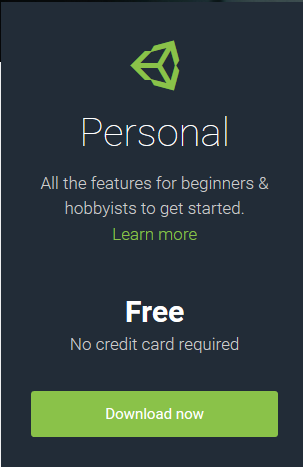 Personal
All the features for beginners &
hobbyists to get started.
Learn more
Free
No credit card required
Download now